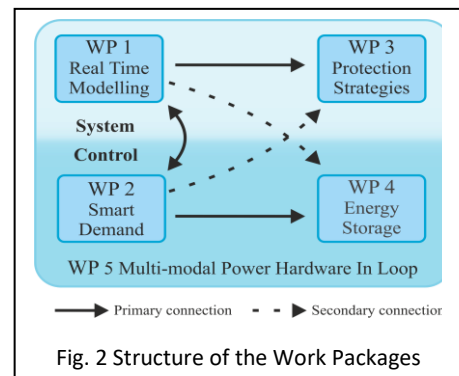 WP 1
Real Time
Modelling
WP 3
Protection
Strategies
System
Control
WP 2
Smart
Demand
WP 4
Energy
Storage
WP 5 Multi-modal Power Hardware In Loop
Primary connection
Secondary connection
Fig. 2 Structure of the Work Packages